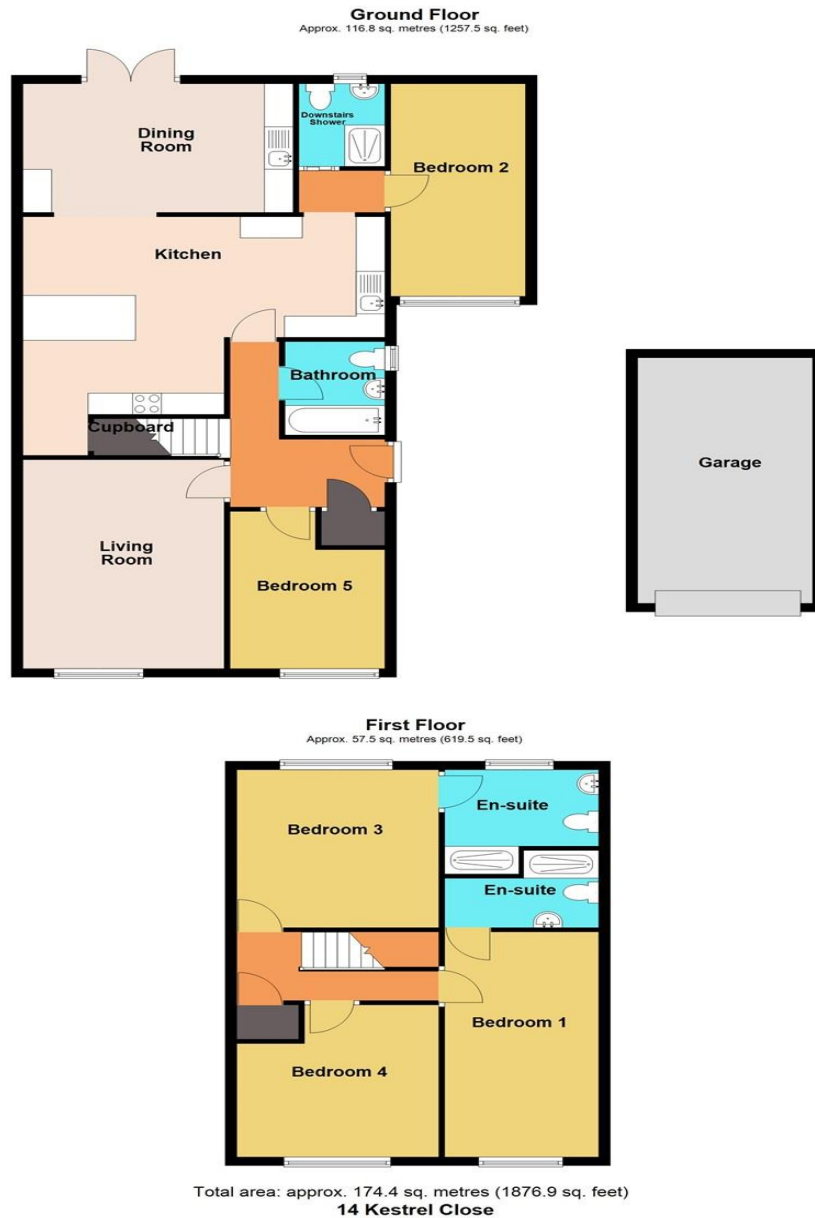 Ground Floor
Approx. 116.8 sq. metres (1257.5 sq. feet)
Dining
Room
Downstairs
Shower
Bedroom 2
Kitchen
Bathroom
Cupboard
Living
Room
Bedroom 5
Garage
First Floor
Approx. 57.5 sq. metres (619.5 sq. feet)
Bedroom 3
En-suite
En-suite
Bedroom 1
Bedroom 4
Total area: approx. 174.4 sq. metres (1876.9 sq. feet)
14 Kestrel Close